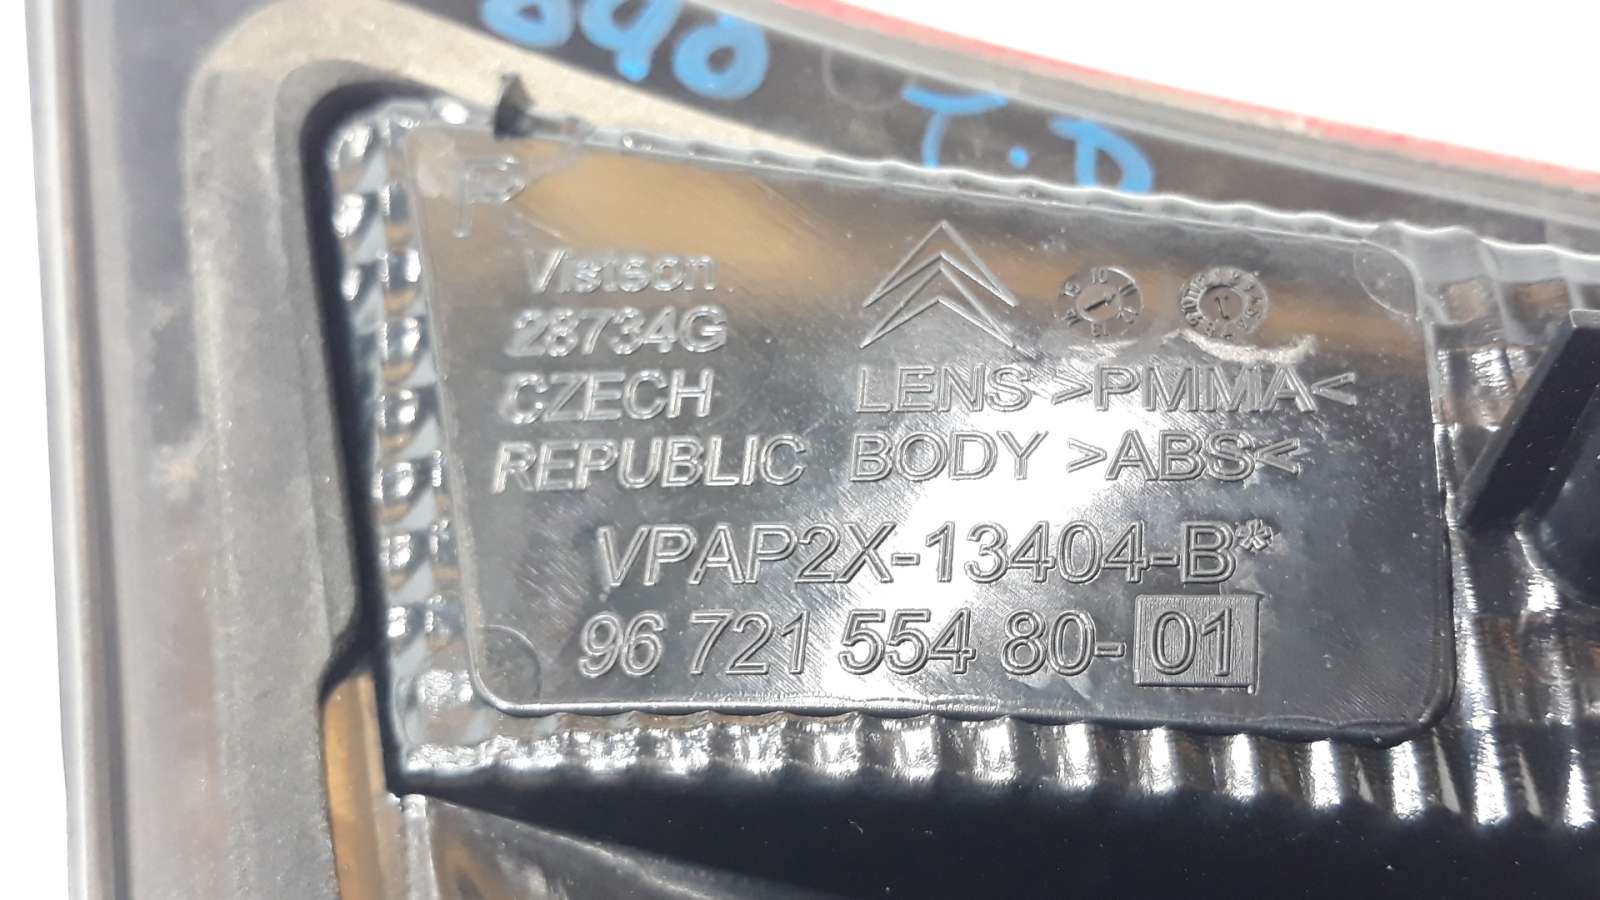 T.D
R
Visteon
28734G
CZECH
REPUBLIC
LENS >PMMA<
BODY >ABS<
VPAP2X-13404-B*
96 721 554 80-01